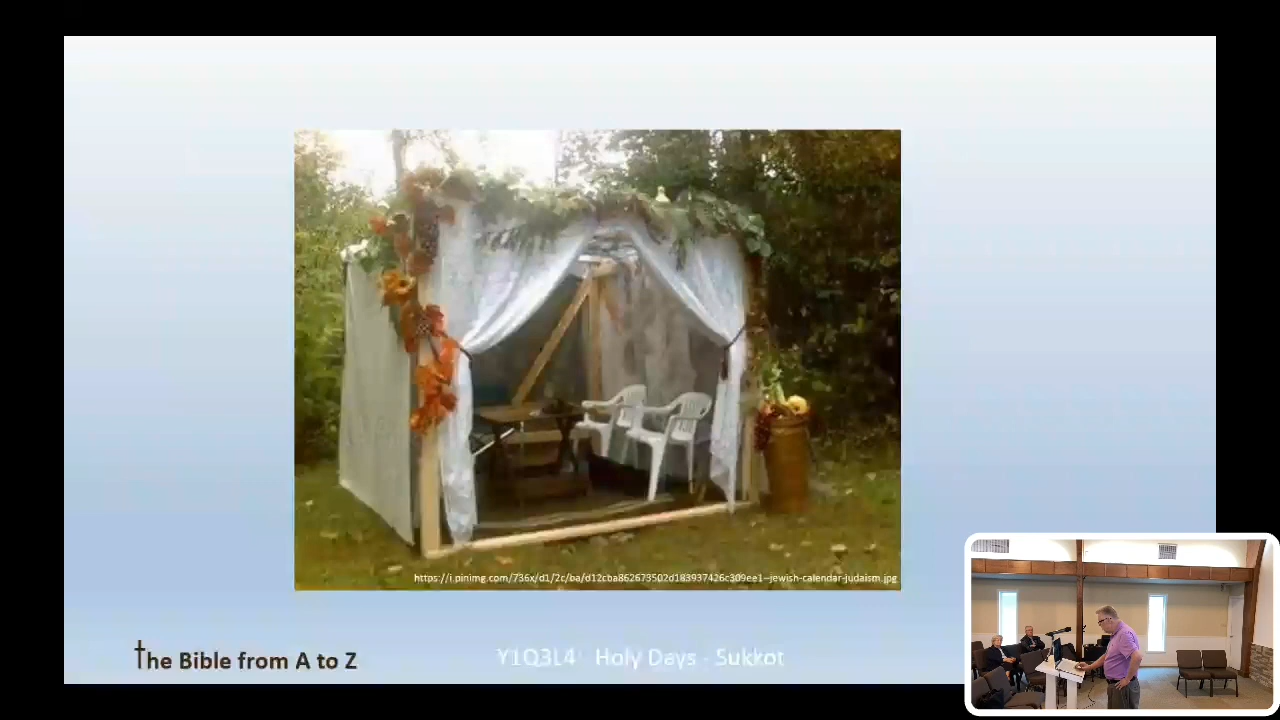 https://i.pinimg.com/736x/d1/2c/ba/d12cba862673502d183937426c309ee1--jewish-calendar-judaism.jpg
The Bible from A to Z
Y1Q3L4 Holy Days - Sukkot